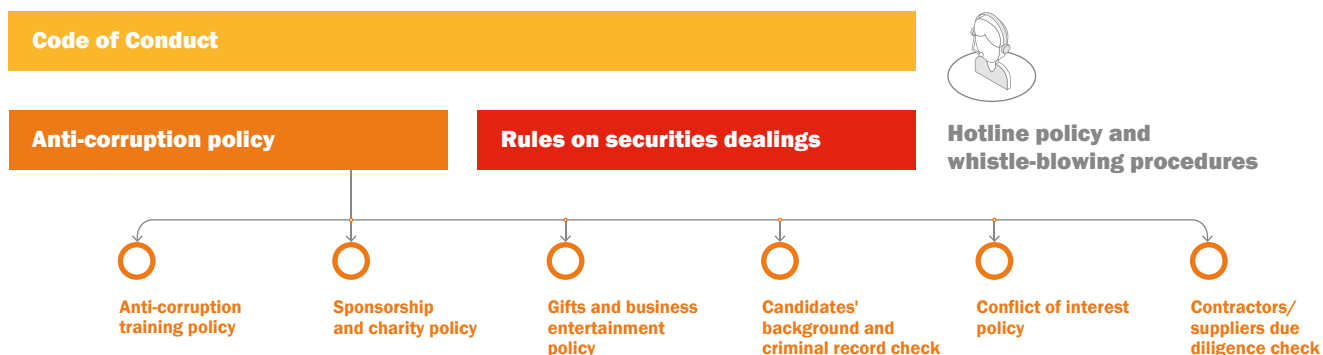 Code of Conduct
Anti-corruption policy
Rules on securities dealings
Hotline policy and
whistle-blowing procedures
Anti-corruption
training policy
Sponsorship
and charity policy
Gifts and business
entertainment
policy
Candidates'
background and
criminal record check
Conflict of interest
policy
Contractors/
suppliers due
diligence check